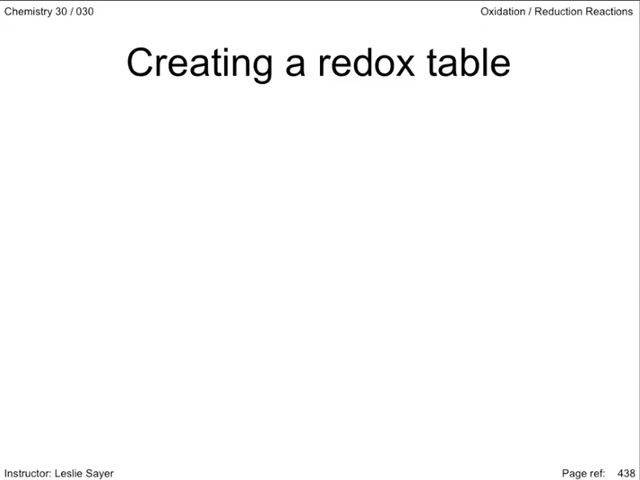 Chemistry 30 / 030
Oxidation / Reduction Reactions
Creating a redox table
Instructor: Leslie Sayer
Page ref: 438